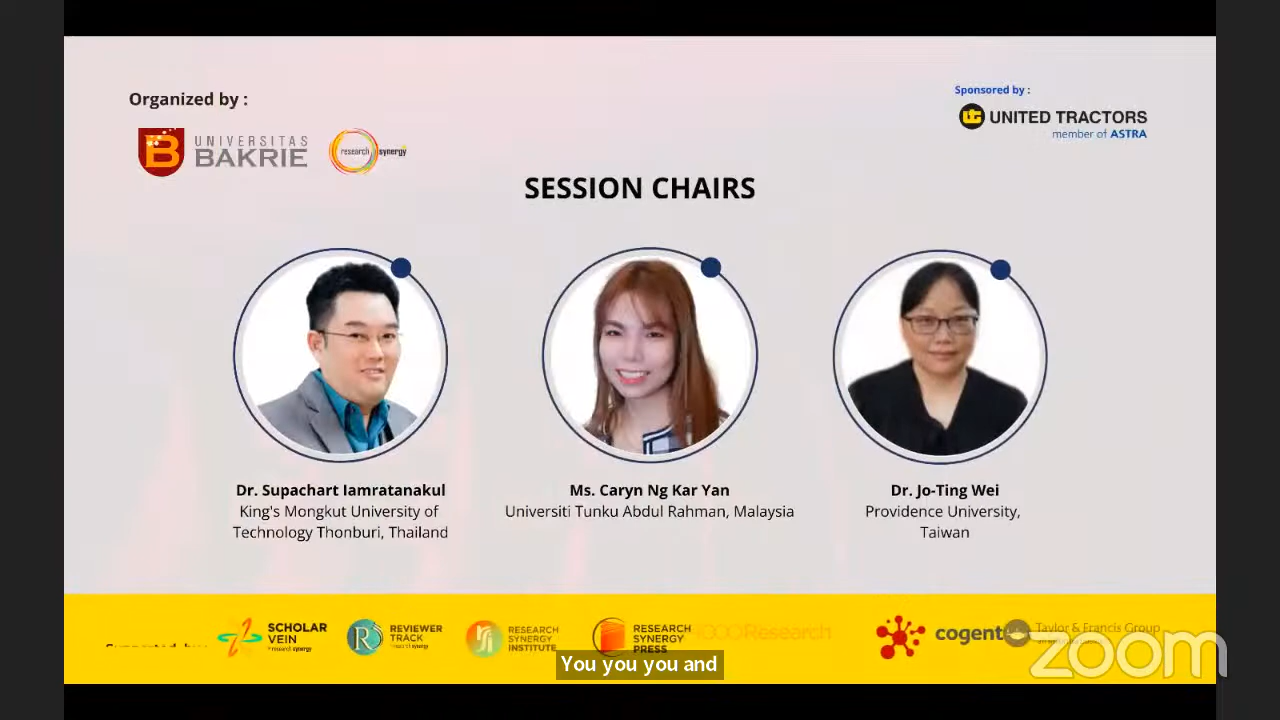 Organized by :
UNIVERSITAS
BAKRIE
research synergy
Sponsored by :
UNITED TRACTORS
member of ASTRA
SESSION CHAIRS
Dr. Supachart Iamratanakul
King's Mongkut University of
Technology Thonburi, Thailand
Ms. Caryn Ng Kar Yan
Universiti Tunku Abdul Rahman, Malaysia
Dr. Jo-Ting Wei
Providence University,
Taiwan
SCHOLAR
VEIN
REVIEWER
TRACK
RESEARCH
SYNERGY
INSTITUTE
RESEARCH
SYNERGY
PRESS
Research
cogent
Taylor & Francis Group
zoom
You you you and